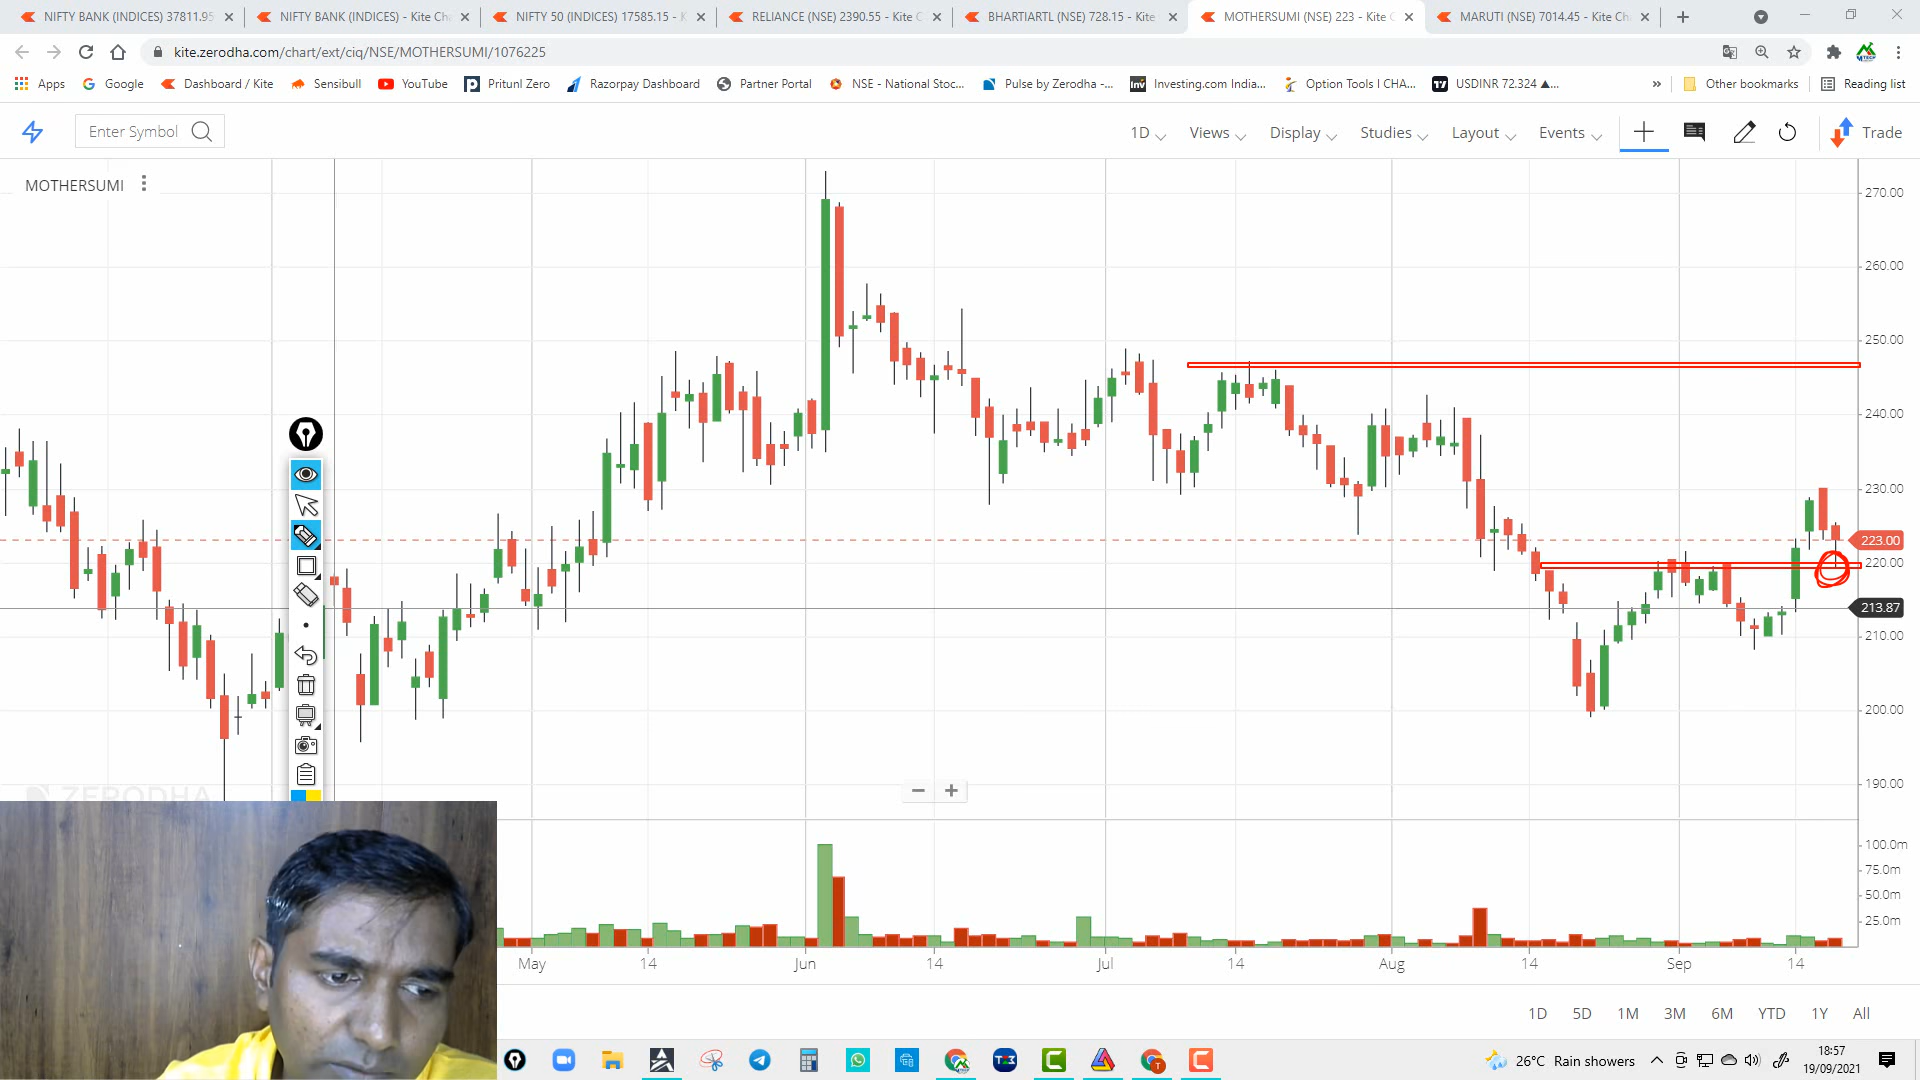 NIFTY BANK (INDICES) 37811.95
NIFTY BANK (INDICES) - Kite Cha
NIFTY 50 (INDICES) 17585.15 - K
RELIANCE (NSE) 2390.55 - Kite C
BHARTIARTL (NSE) 728.15 - Kite
MOTHERSUMI (NSE) 223 - Kite C
MARUTI (NSE) 7014.45 - Kite Ch
kite.zerodha.com/chart/ext/ciq/NSE/MOTHERSUMI/1076225
Apps
Google
Dashboard / Kite
Sensibull
YouTube
Pritunl Zero
Razorpay Dashboard
Partner Portal
NSE - National Stoc...
Pulse by Zerodha -...
Investing.com India...
Option Tools I CHA...
USDINR 72.324 ▲...
»
Other bookmarks
Reading list
Enter Symbol
1D
Views
Display
Studies
Layout
Events
Trade
MOTHERSUMI
270.00
260.00
250.00
240.00
230.00
223.00
220.00
213.87
210.00
200.00
190.00
ZERODHA
100.0m
75.0m
50.0m
25.0m
May
14
Jun
14
Jul
14
Aug
14
Sep
14
1D
5D
1M
3M
6M
YTD
1Y
All
26°C Rain showers
18:57
19/09/2021